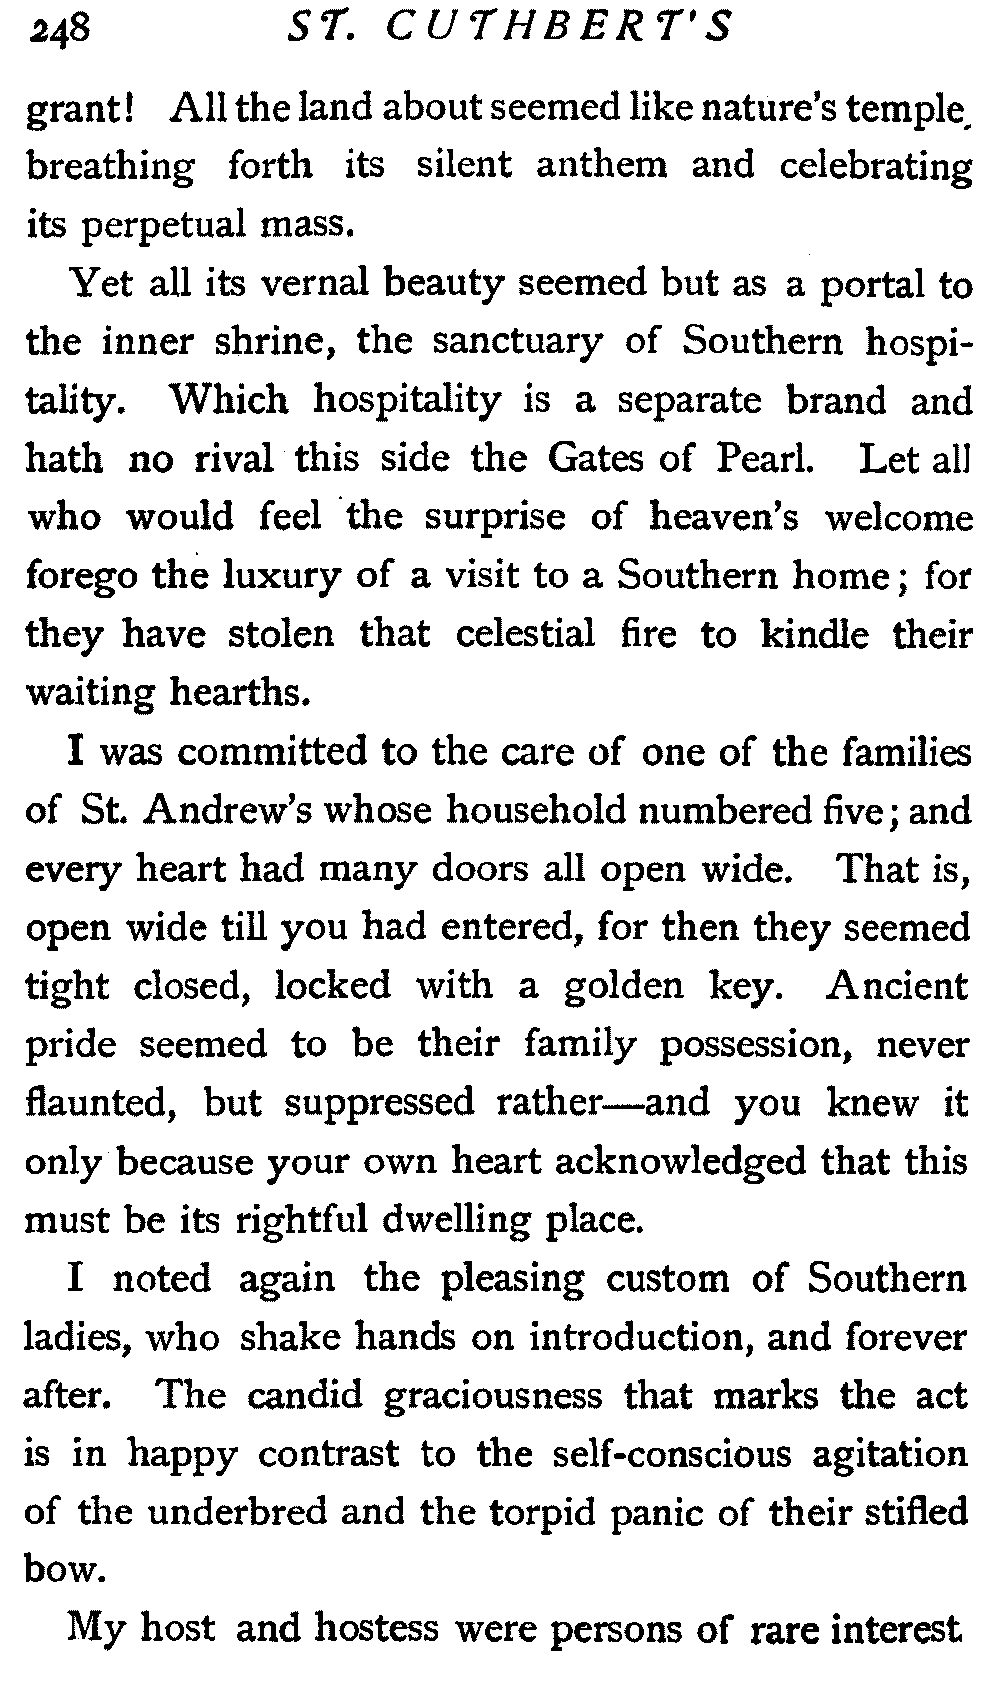 248 ST. CUTHBERT'S
grant! All the land about seemed like nature's temple,
breathing forth its silent anthem and celebrating
its perpetual mass.
Yet all its vernal beauty seemed but as a portal to
the inner shrine, the sanctuary of Southern hospi-
tality. Which hospitality is a separate brand and
hath no rival this side the Gates of Pearl. Let all
who would feel the surprise of heaven's welcome
forego the luxury of a visit to a Southern home; for
they have stolen that celestial fire to kindle their
waiting hearths.
I was committed to the care of one of the families
of St. Andrew's whose household numbered five; and
every heart had many doors all open wide. That is,
open wide till you had entered, for then they seemed
tight closed, locked with a golden key. Ancient
pride seemed to be their family possession, never
flaunted, but suppressed rather—and you knew it
only because your own heart acknowledged that this
must be its rightful dwelling place.
I noted again the pleasing custom of Southern
ladies, who shake hands on introduction, and forever
after. The candid graciousness that marks the act
is in happy contrast to the self-conscious agitation
of the underbred and the torpid panic of their stifled
bow.
My host and hostess were persons of rare interest